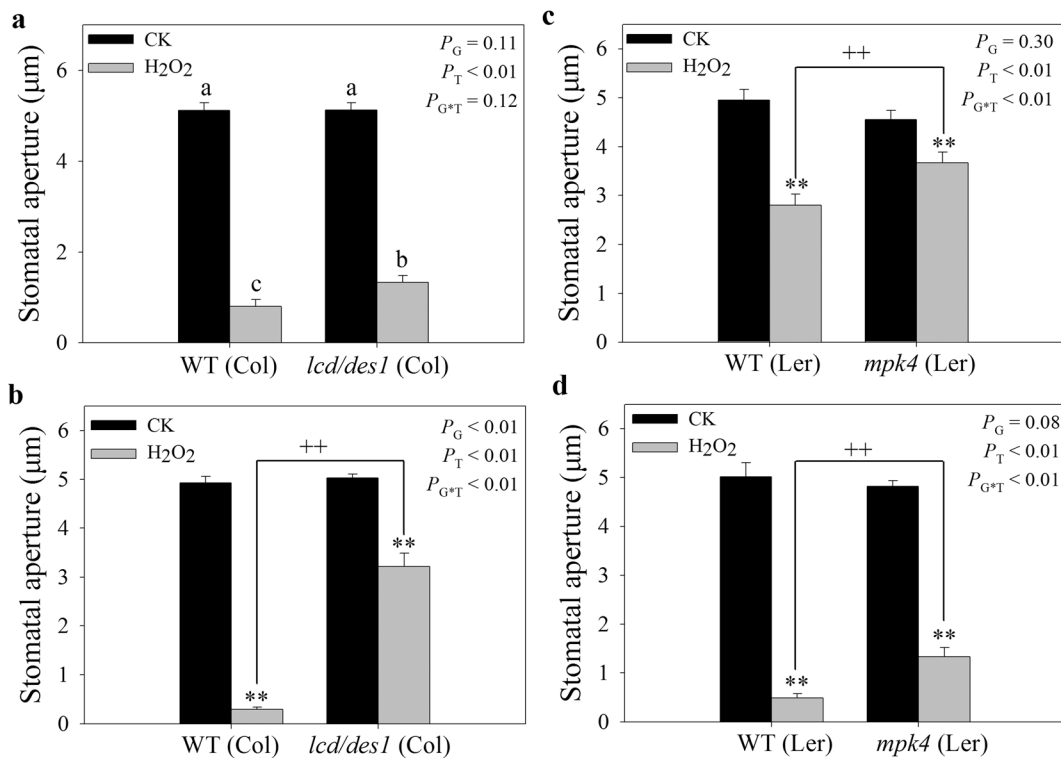 a
CK
H2O2
PG = 0.11
PT < 0.01
PG*T = 0.12
Stomatal aperture (μm)
6
4
2
0
a
c
a
b
WT (Col)
lcd/des1 (Col)
b
CK
H2O2
PG < 0.01
PT < 0.01
PG*T < 0.01
Stomatal aperture (μm)
6
5
4
3
2
1
0
++
**
**
WT (Col)
lcd/des1 (Col)
c
CK
H2O2
PG = 0.30
PT < 0.01
PG*T < 0.01
Stomatal aperture (μm)
6
5
4
3
2
1
0
++
**
**
WT (Ler)
mpk4 (Ler)
d
CK
H2O2
PG = 0.08
PT < 0.01
PG*T < 0.01
Stomatal aperture (μm)
6
5
4
3
2
1
0
++
**
**
WT (Ler)
mpk4 (Ler)